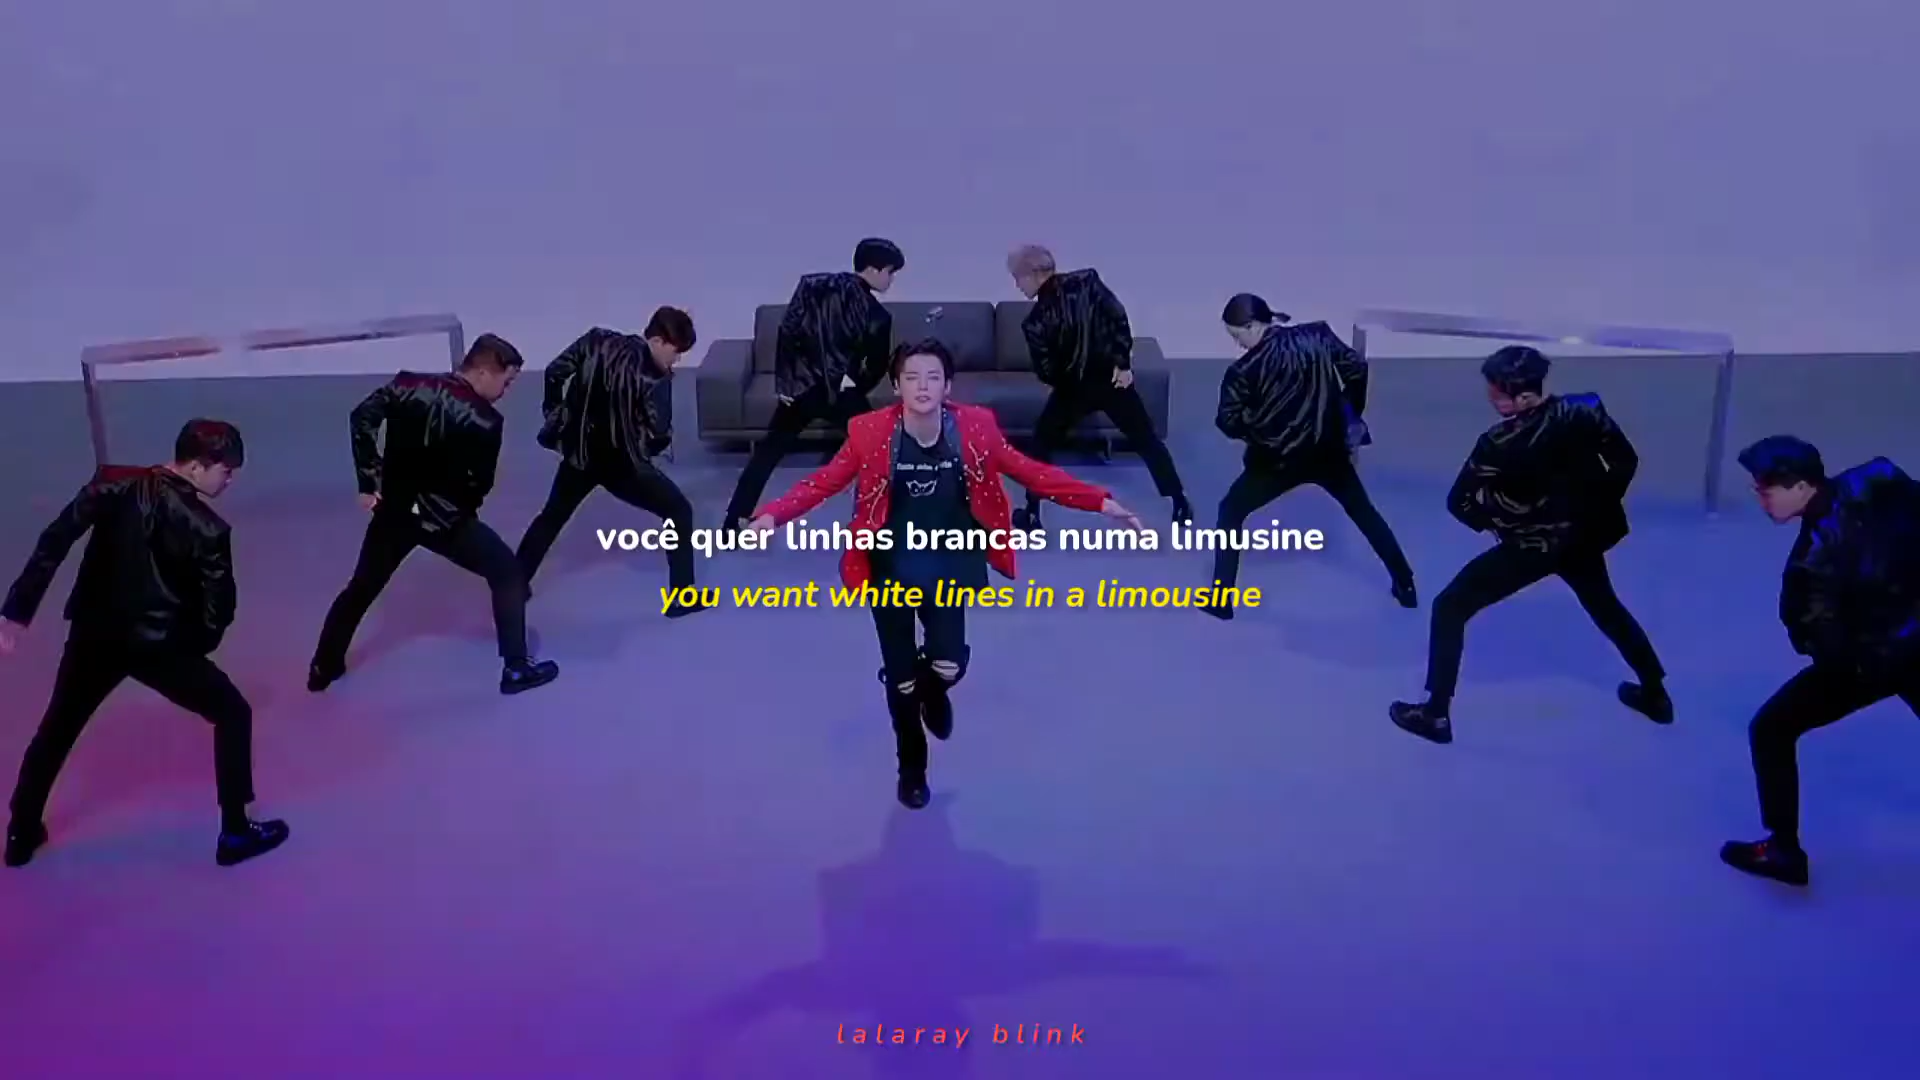 você quer linhas brancas numa limusine
you want white lines in a limousine
lalaray blink